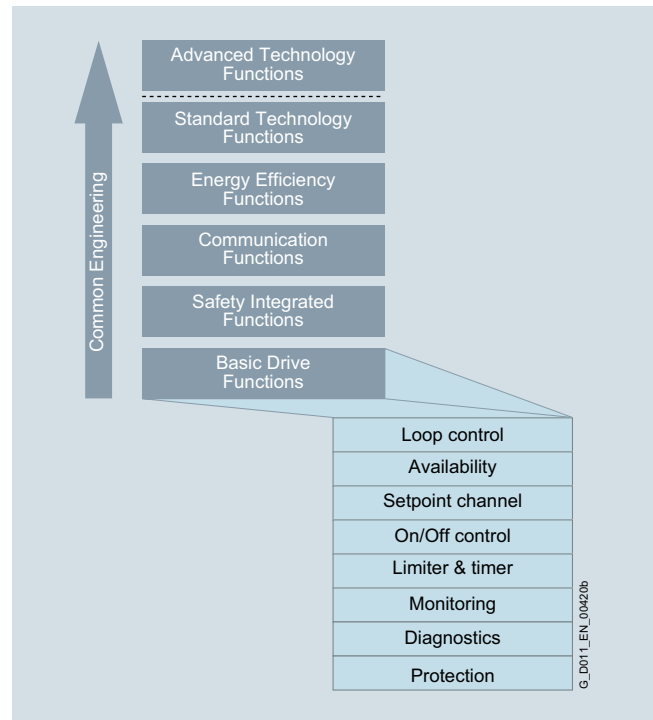 Common Engineering
Advanced Technology
Functions
Standard Technology
Functions
Energy Efficiency
Functions
Communication
Functions
Safety Integrated
Functions
Basic Drive
Functions
Loop control
Availability
Setpoint channel
On/Off control
Limiter & timer
Monitoring
Diagnostics
Protection
G_D011_EN_00420b